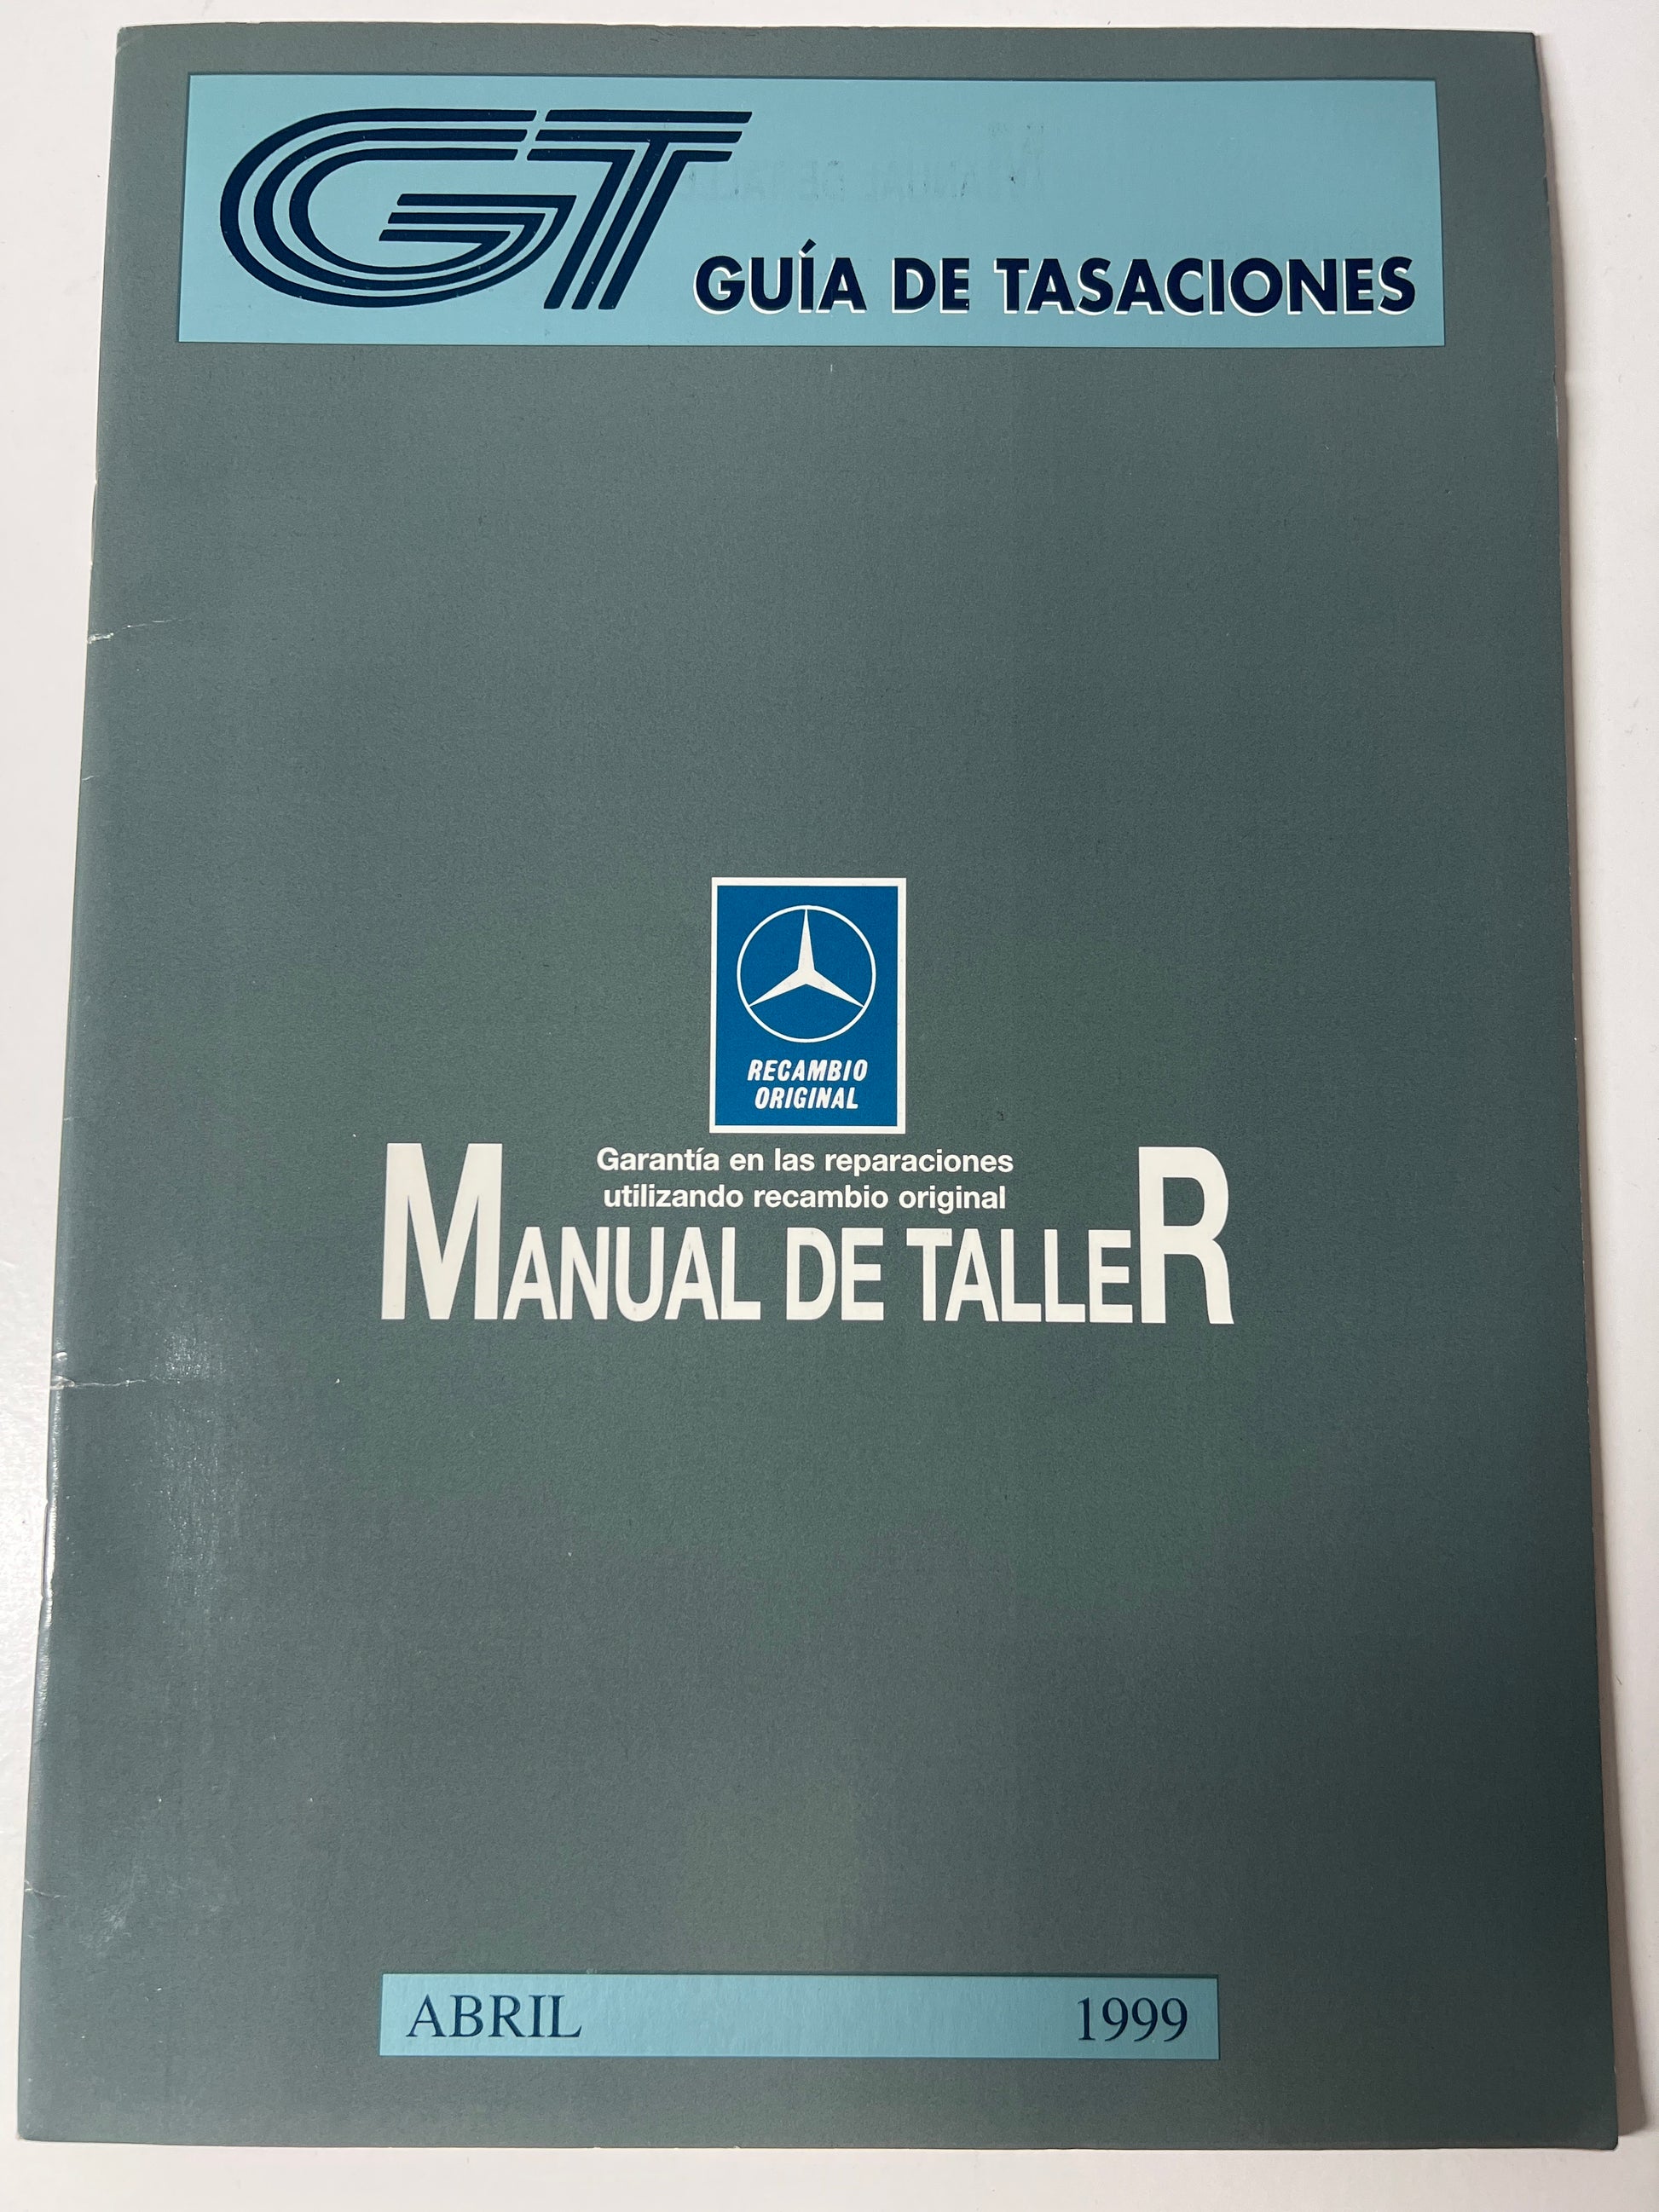 GT
GUÍA DE TASACIONES
RECAMBIO
ORIGINAL
Garantía en las reparaciones
utilizando recambio original
MANUAL DE TALLER
ABRIL 1999